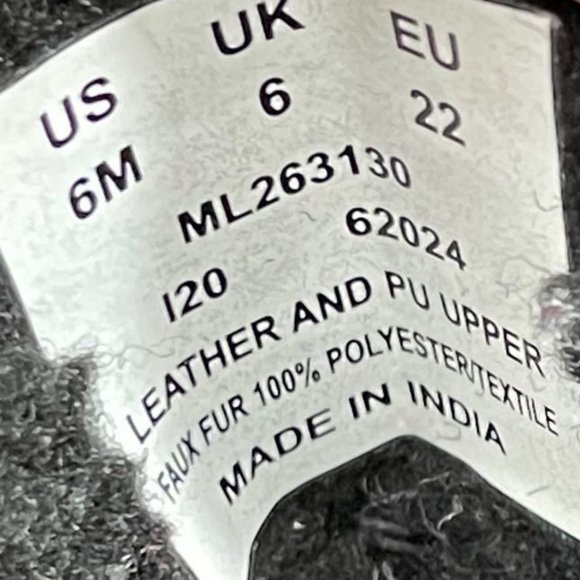 US UK EU
6M 6 22
ML263130
I20 62024
LEATHER AND PU UPPER
FAUX FUR 100% POLYESTER/TEXTILE
MADE IN INDIA